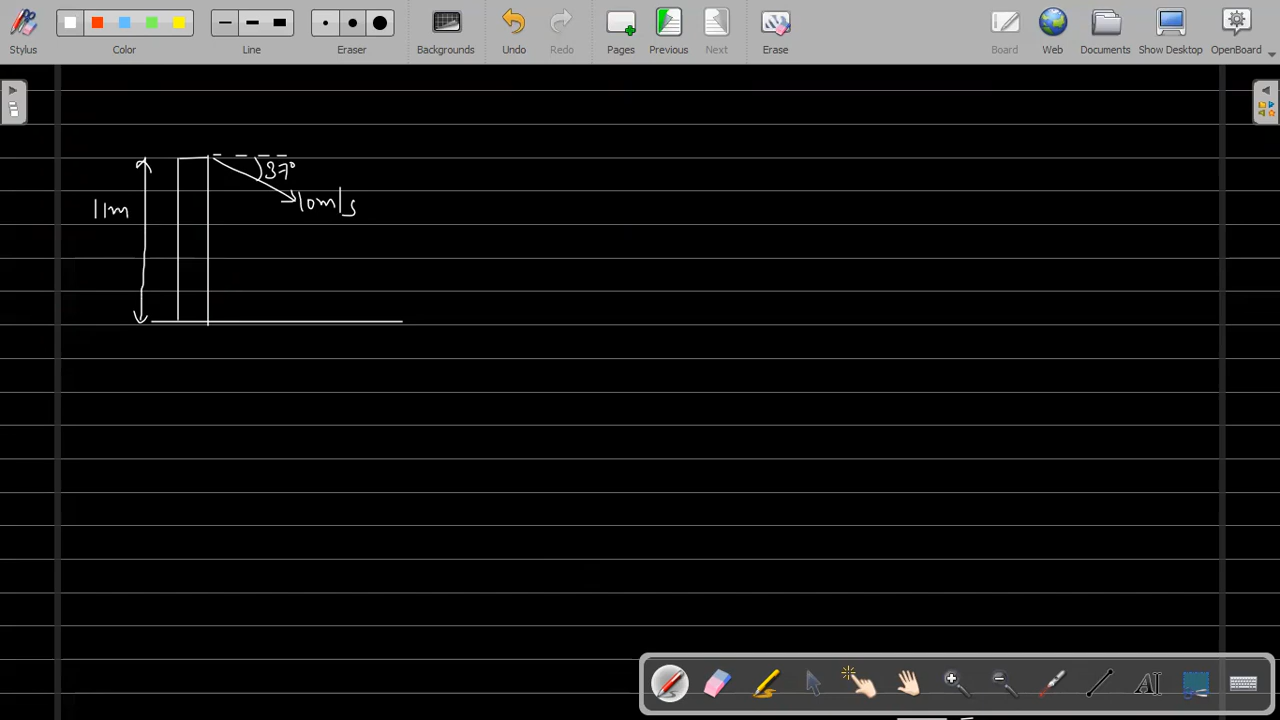 Stylus Color Line Eraser Backgrounds Undo Redo Pages Previous Next Erase Board Web Documents Show Desktop OpenBoard
37°
11m
10m/s
AI